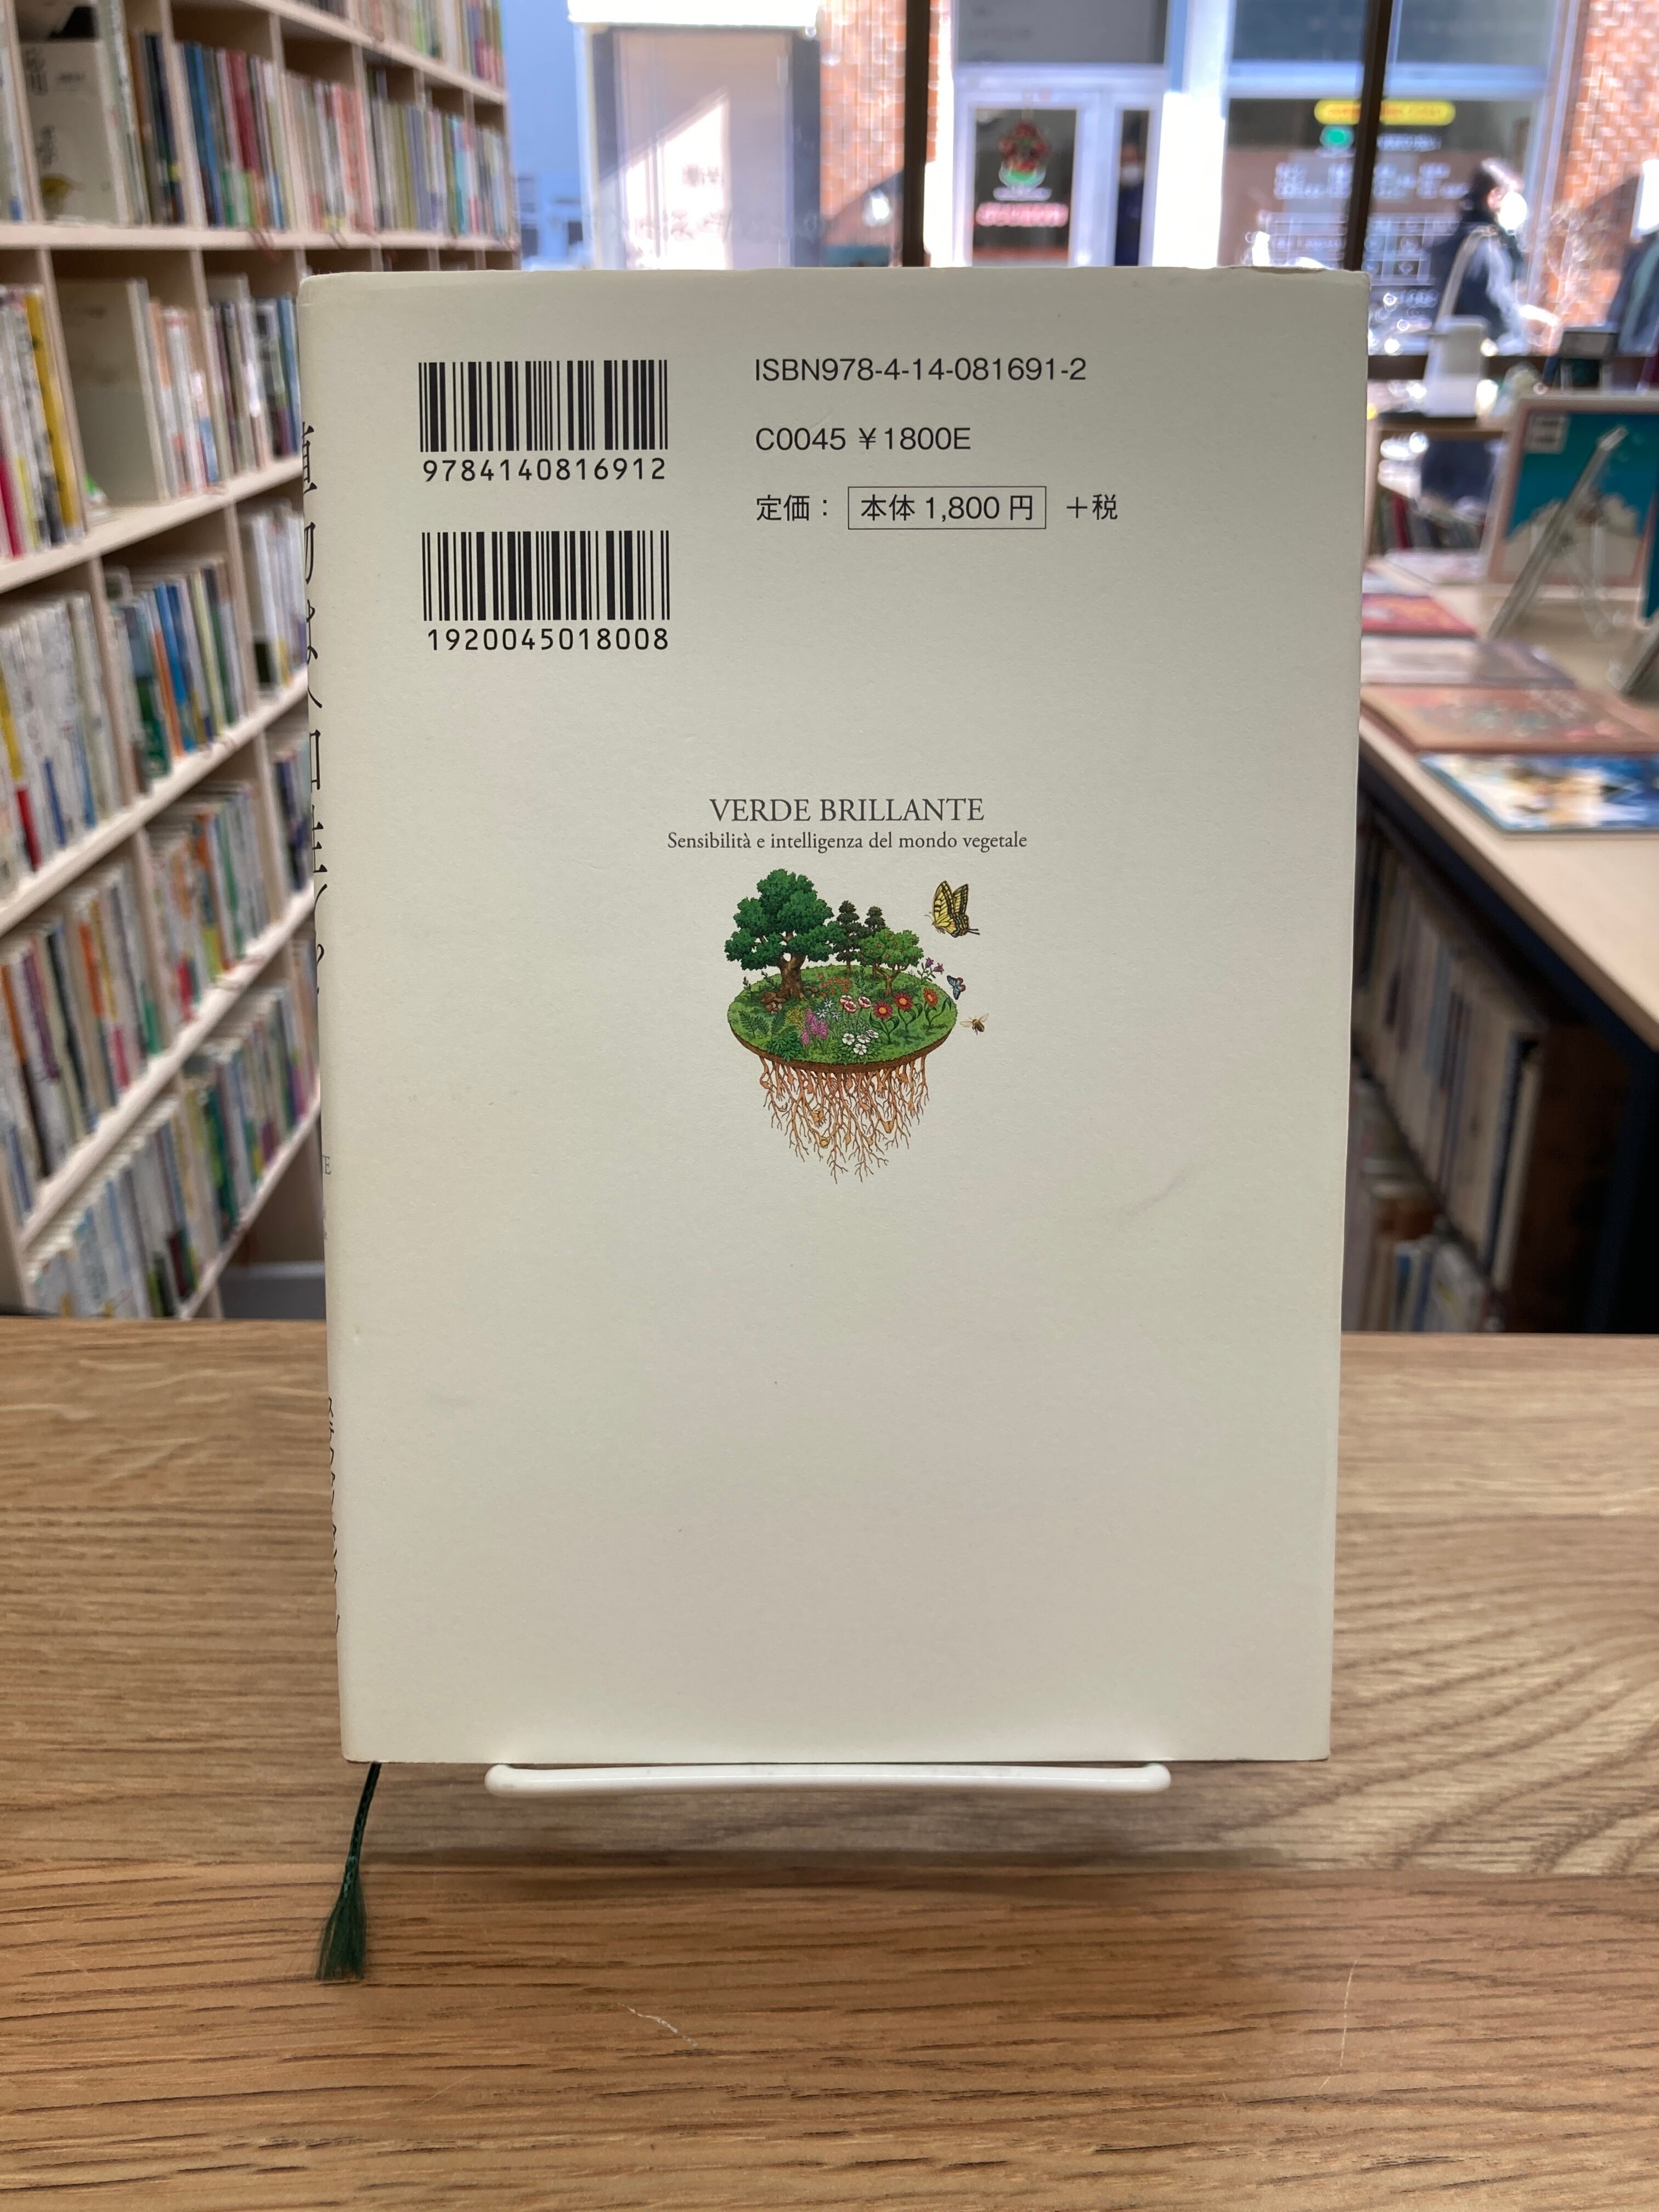 ISBN978-4-14-081691-2
9784140816912
C0045 ¥1800E
定価： 本体 1,800 円 ＋税
1920045018008
VERDE BRILLANTE
Sensibilità e intelligenza del mondo vegetale